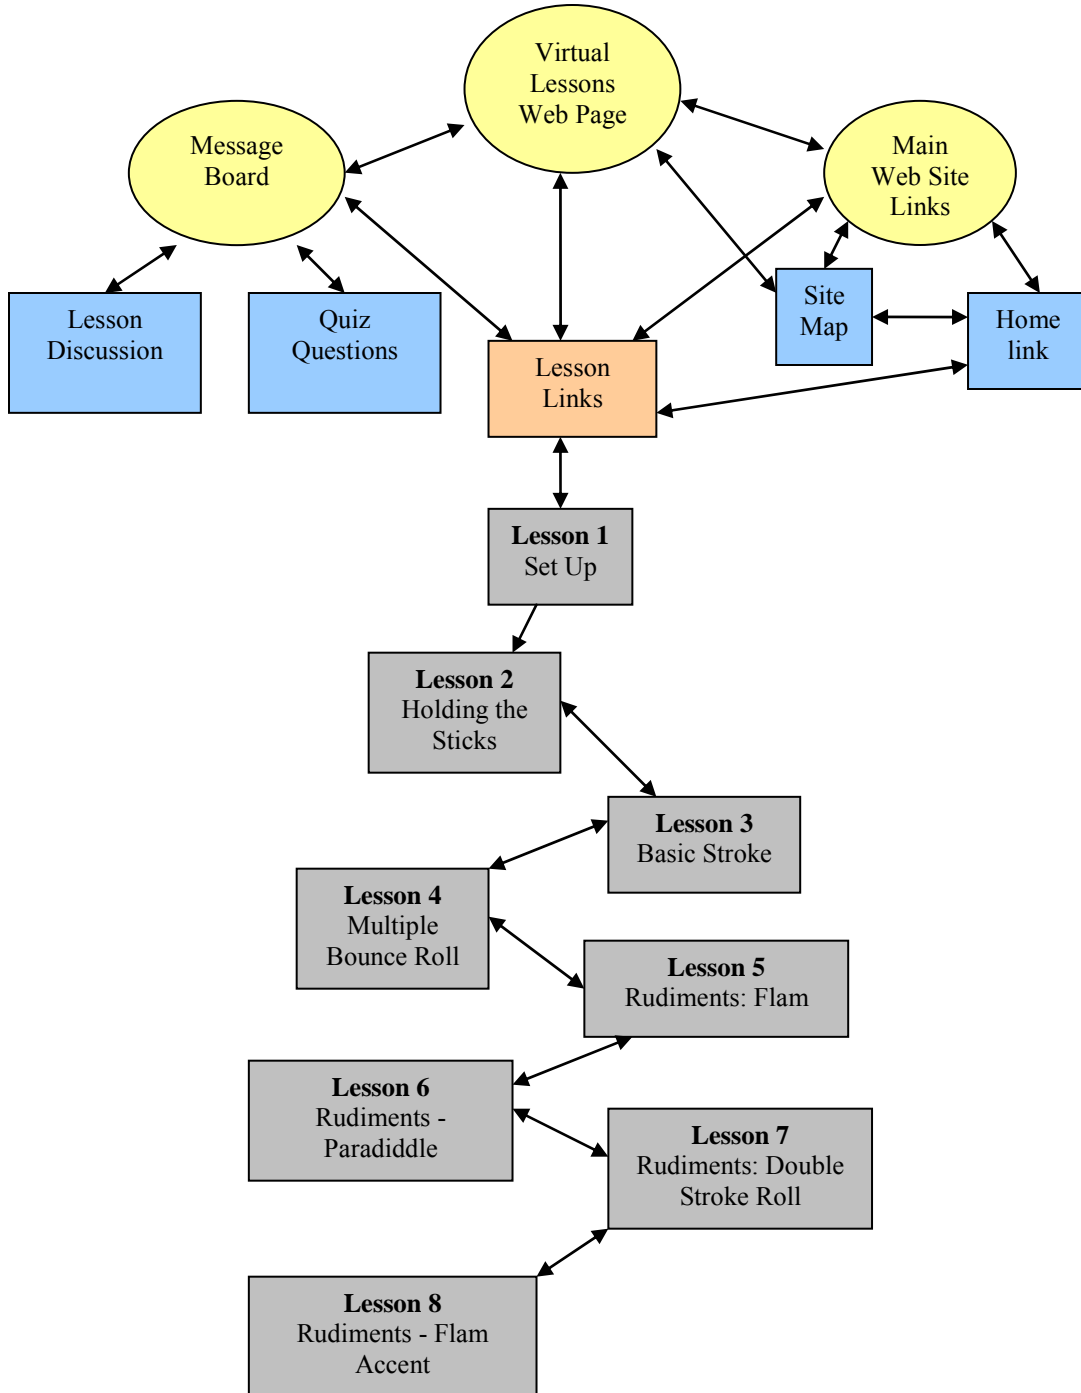 Virtual
Lessons
Web Page
Message
Board
Main
Web Site
Links
Lesson
Discussion
Quiz
Questions
Lesson
Links
Site
Map
Home
link
Lesson 1
Set Up
Lesson 2
Holding the
Sticks
Lesson 3
Basic Stroke
Lesson 4
Multiple
Bounce Roll
Lesson 5
Rudiments: Flam
Lesson 6
Rudiments -
Paradiddle
Lesson 7
Rudiments: Double
Stroke Roll
Lesson 8
Rudiments - Flam
Accent